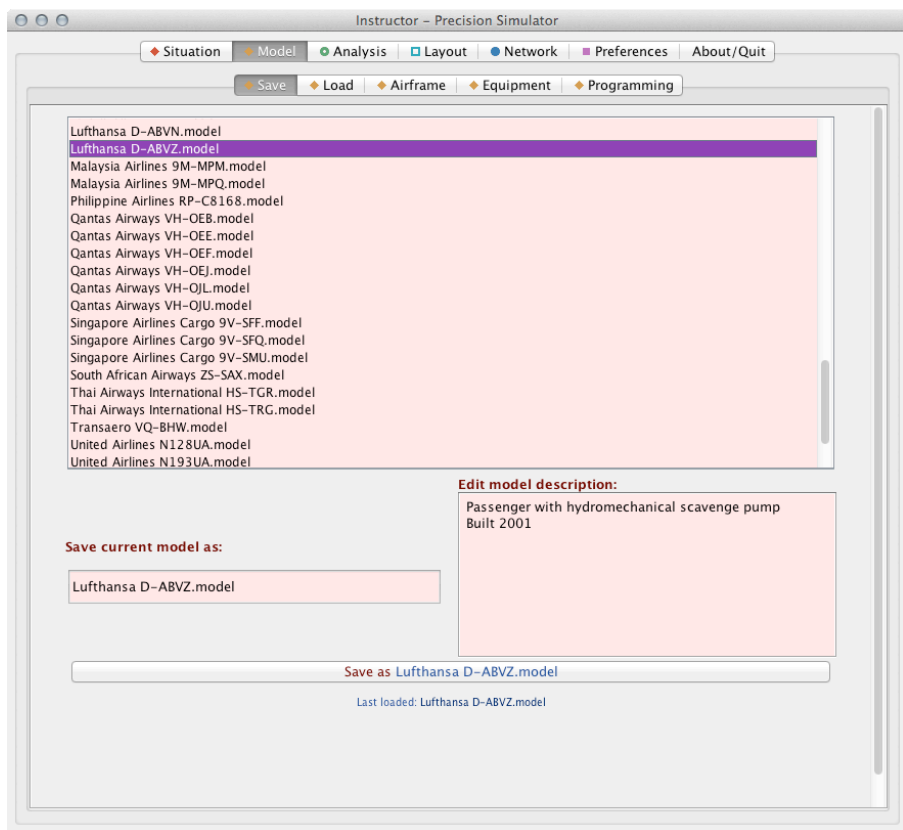 Instructor – Precision Simulator
Situation Model Analysis Layout Network Preferences About/Quit
Save Load Airframe Equipment Programming
Lufthansa D–ABVN.model
Lufthansa D–ABVZ.model
Malaysia Airlines 9M–MPM.model
Malaysia Airlines 9M–MPQ.model
Philippine Airlines RP–C8168.model
Qantas Airways VH–OEB.model
Qantas Airways VH–OEE.model
Qantas Airways VH–OEF.model
Qantas Airways VH–OEJ.model
Qantas Airways VH–OJL.model
Qantas Airways VH–OJU.model
Singapore Airlines Cargo 9V–SFF.model
Singapore Airlines Cargo 9V–SFQ.model
Singapore Airlines Cargo 9V–SMU.model
South African Airways ZS–SAX.model
Thai Airways International HS–TGR.model
Thai Airways International HS–TRG.model
Transaero VQ–BHW.model
United Airlines N128UA.model
United Airlines N193UA.model
Edit model description:
Passenger with hydromechanical scavenge pump
Built 2001
Save current model as:
Lufthansa D–ABVZ.model
Save as Lufthansa D–ABVZ.model
Last loaded: Lufthansa D–ABVZ.model